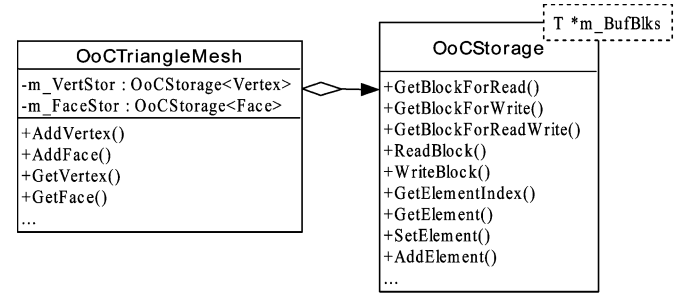 OoCTriangleMesh
-m_VertStor : OoCStorage<Vertex>
-m_FaceStor : OoCStorage<Face>
+AddVertex()
+AddFace()
+GetVertex()
+GetFace()
...
T *m_BufBlks
OoCStorage
+GetBlockForRead()
+GetBlockForWrite()
+GetBlockForReadWrite()
+ReadBlock()
+WriteBlock()
+GetElementIndex()
+GetElement()
+SetElement()
+AddElement()
...